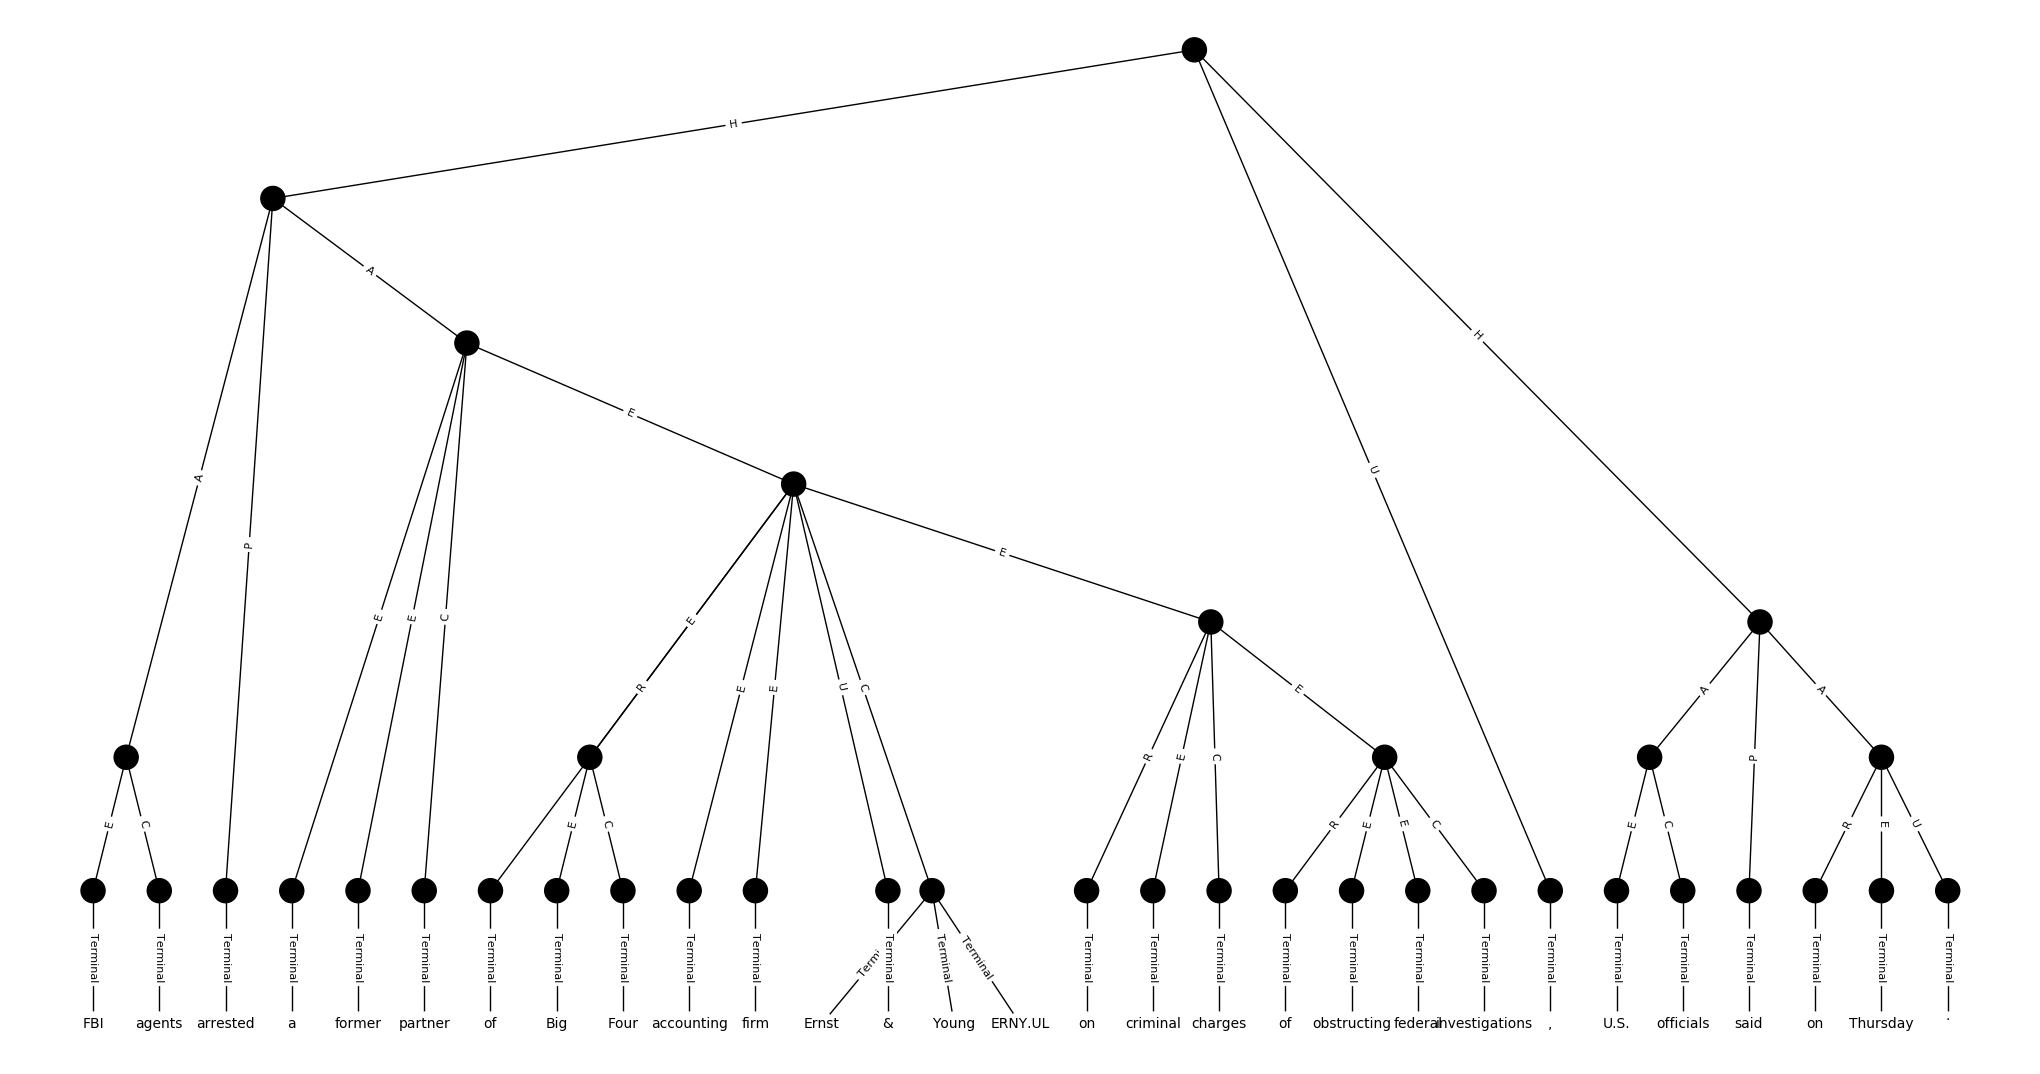 H
A
A
E
H
A
P
U
E
E
E
C
E
R
E
E
U
C
A
A
R
E
C
E
P
E
C
E
C
R
E
E
C
E
C
R
E
U
Terminal Terminal Terminal Terminal Terminal Terminal Terminal Terminal Terminal Terminal Terminal Terminal Terminal Terminal Terminal Terminal Terminal Terminal Terminal Terminal Terminal Terminal Terminal Terminal Terminal Terminal Terminal Terminal
FBI agents arrested a former partner of Big Four accounting firm Ernst & Young ERNY.UL on criminal charges of obstructing federal investigations , U.S. officials said on Thursday .